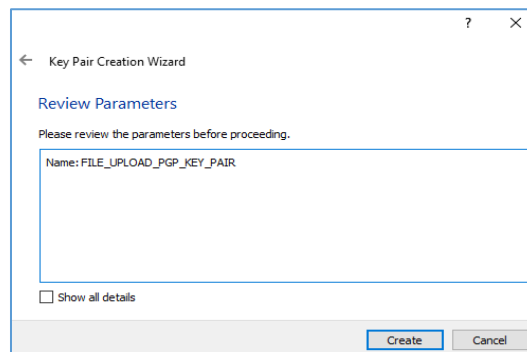 ?
Key Pair Creation Wizard
Review Parameters
Please review the parameters before proceeding.
Name: FILE_UPLOAD_PGP_KEY_PAIR
Show all details
Create Cancel